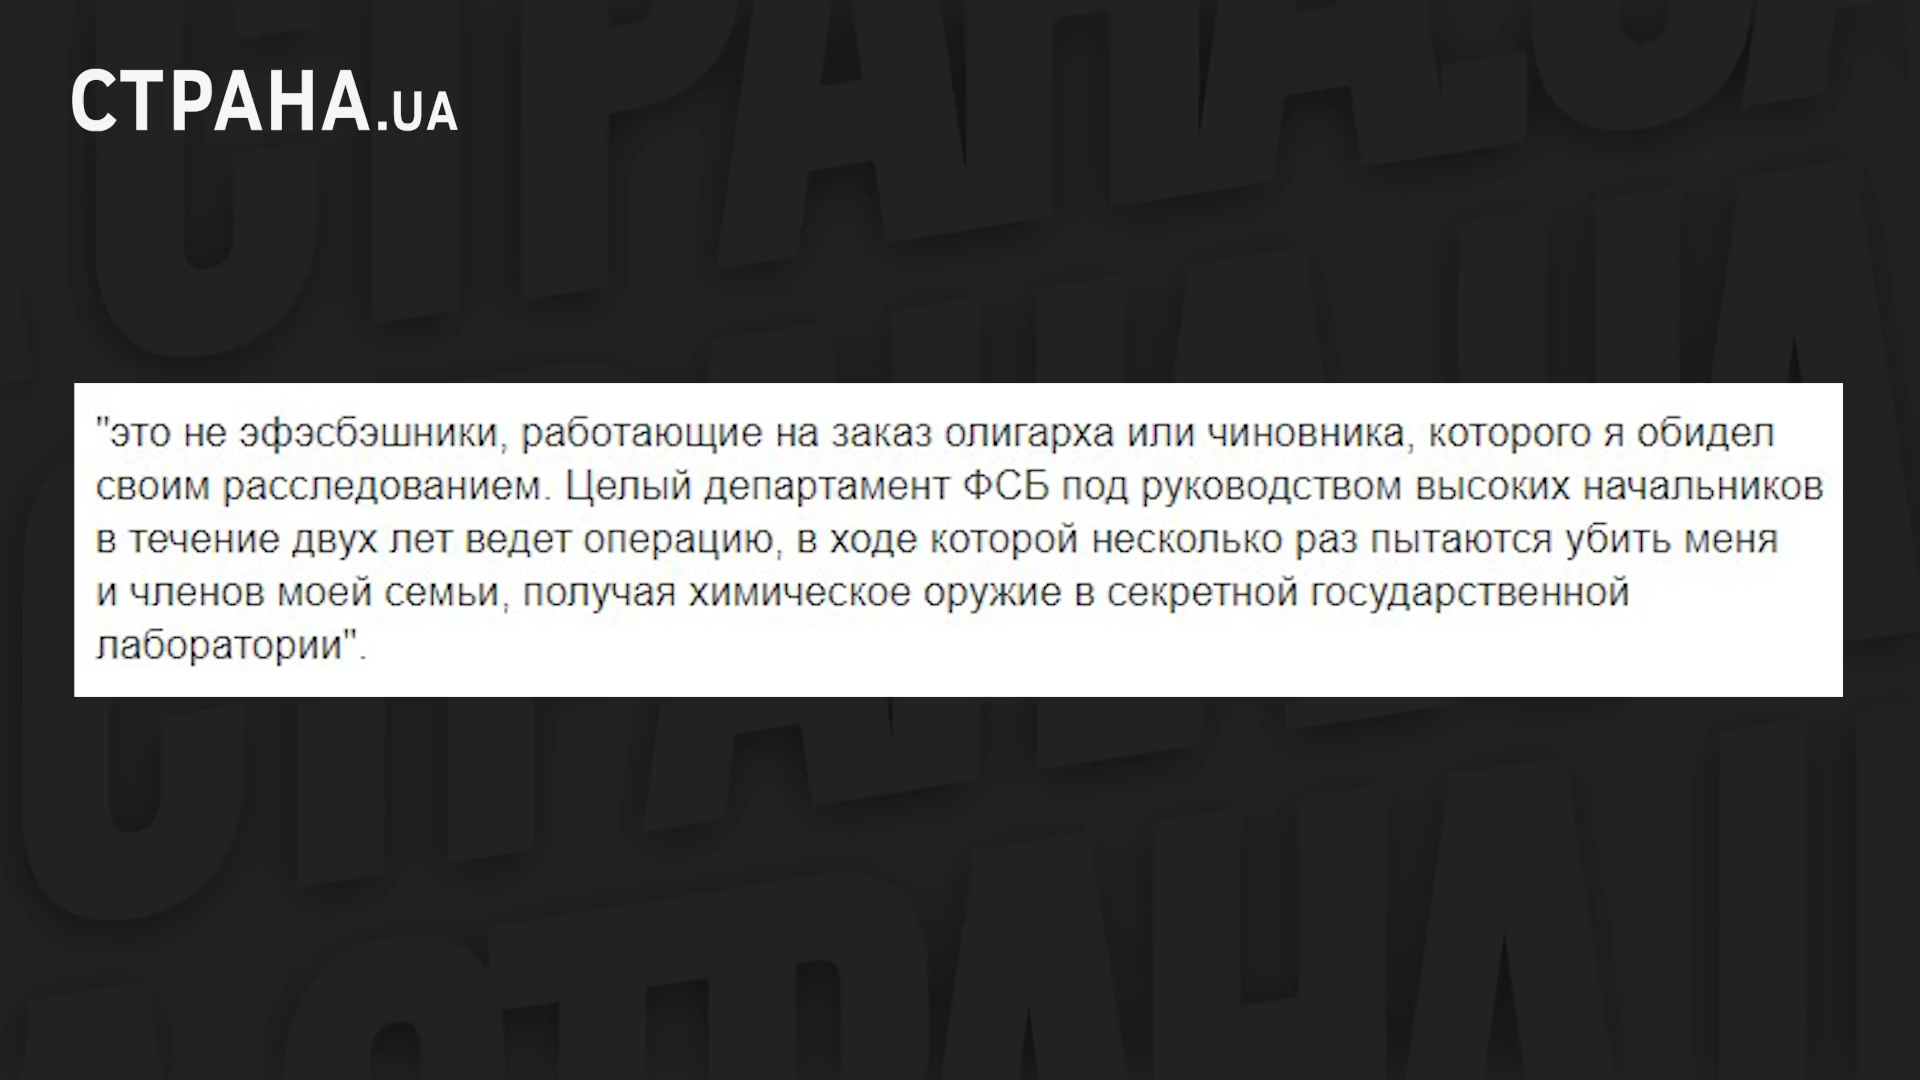 СТРАНА.UA
"это не эфэсбэшники, работающие на заказ олигарха или чиновника, которого я обидел
своим расследованием. Целый департамент ФСБ под руководством высоких начальников
в течение двух лет ведет операцию, в ходе которой несколько раз пытаются убить меня
и членов моей семьи, получая химическое оружие в секретной государственной
лаборатории".